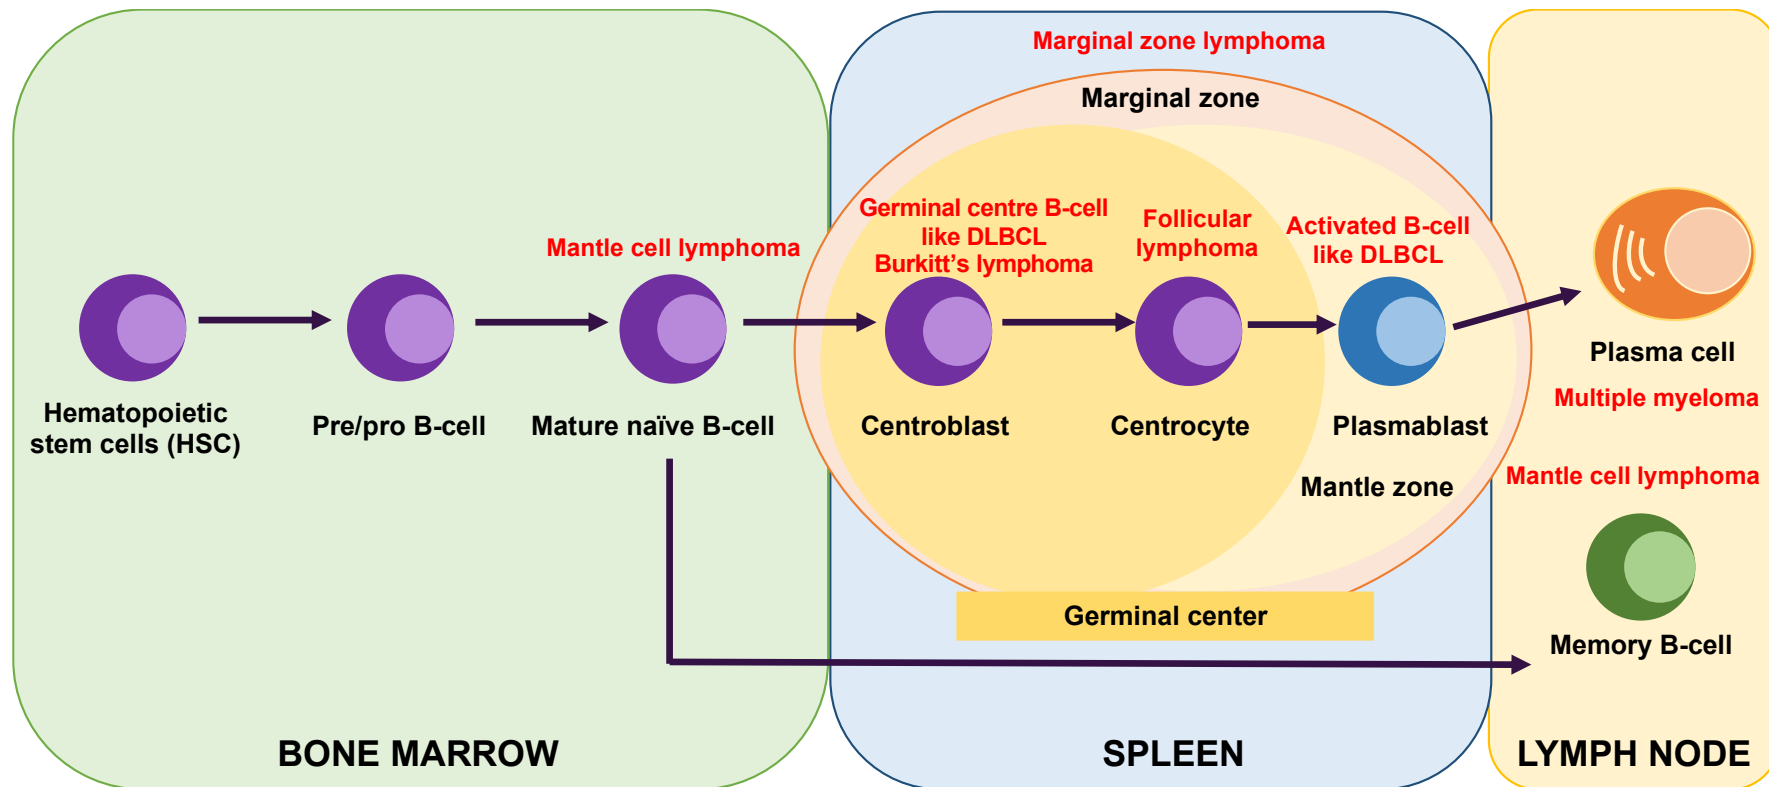 Marginal zone lymphoma
Marginal zone
Mantle cell lymphoma
Germinal centre B-cell
like DLBCL
Burkitt's lymphoma
Follicular
lymphoma
Activated B-cell
like DLBCL
Hematopoietic
stem cells (HSC)
Pre/pro B-cell
Mature naïve B-cell
Centroblast
Centrocyte
Plasmablast
Mantle zone
Germinal center
Plasma cell
Multiple myeloma
Mantle cell lymphoma
Memory B-cell
BONE MARROW
SPLEEN
LYMPH NODE